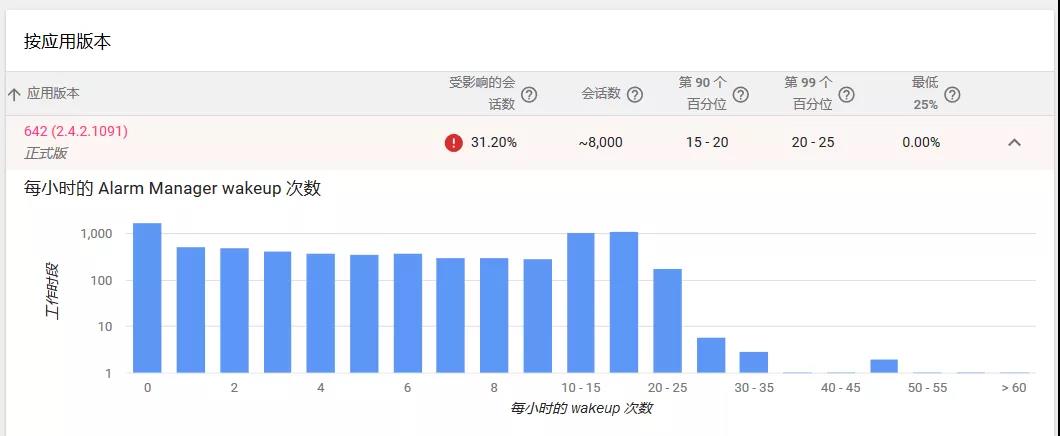 按应用版本
应用版本
受影响的会
话数
会话数
第 90 个
百分位
第 99 个
百分位
最低
25%
642 (2.4.2.1091)
正式版
31.20%
~8,000
15 - 20
20 - 25
0.00%
每小时的 Alarm Manager wakeup 次数
1,000
100
10
1
工作时段
0
2
4
6
8
10 - 15
20 - 25
30 - 35
40 - 45
50 - 55
> 60
每小时的 wakeup 次数